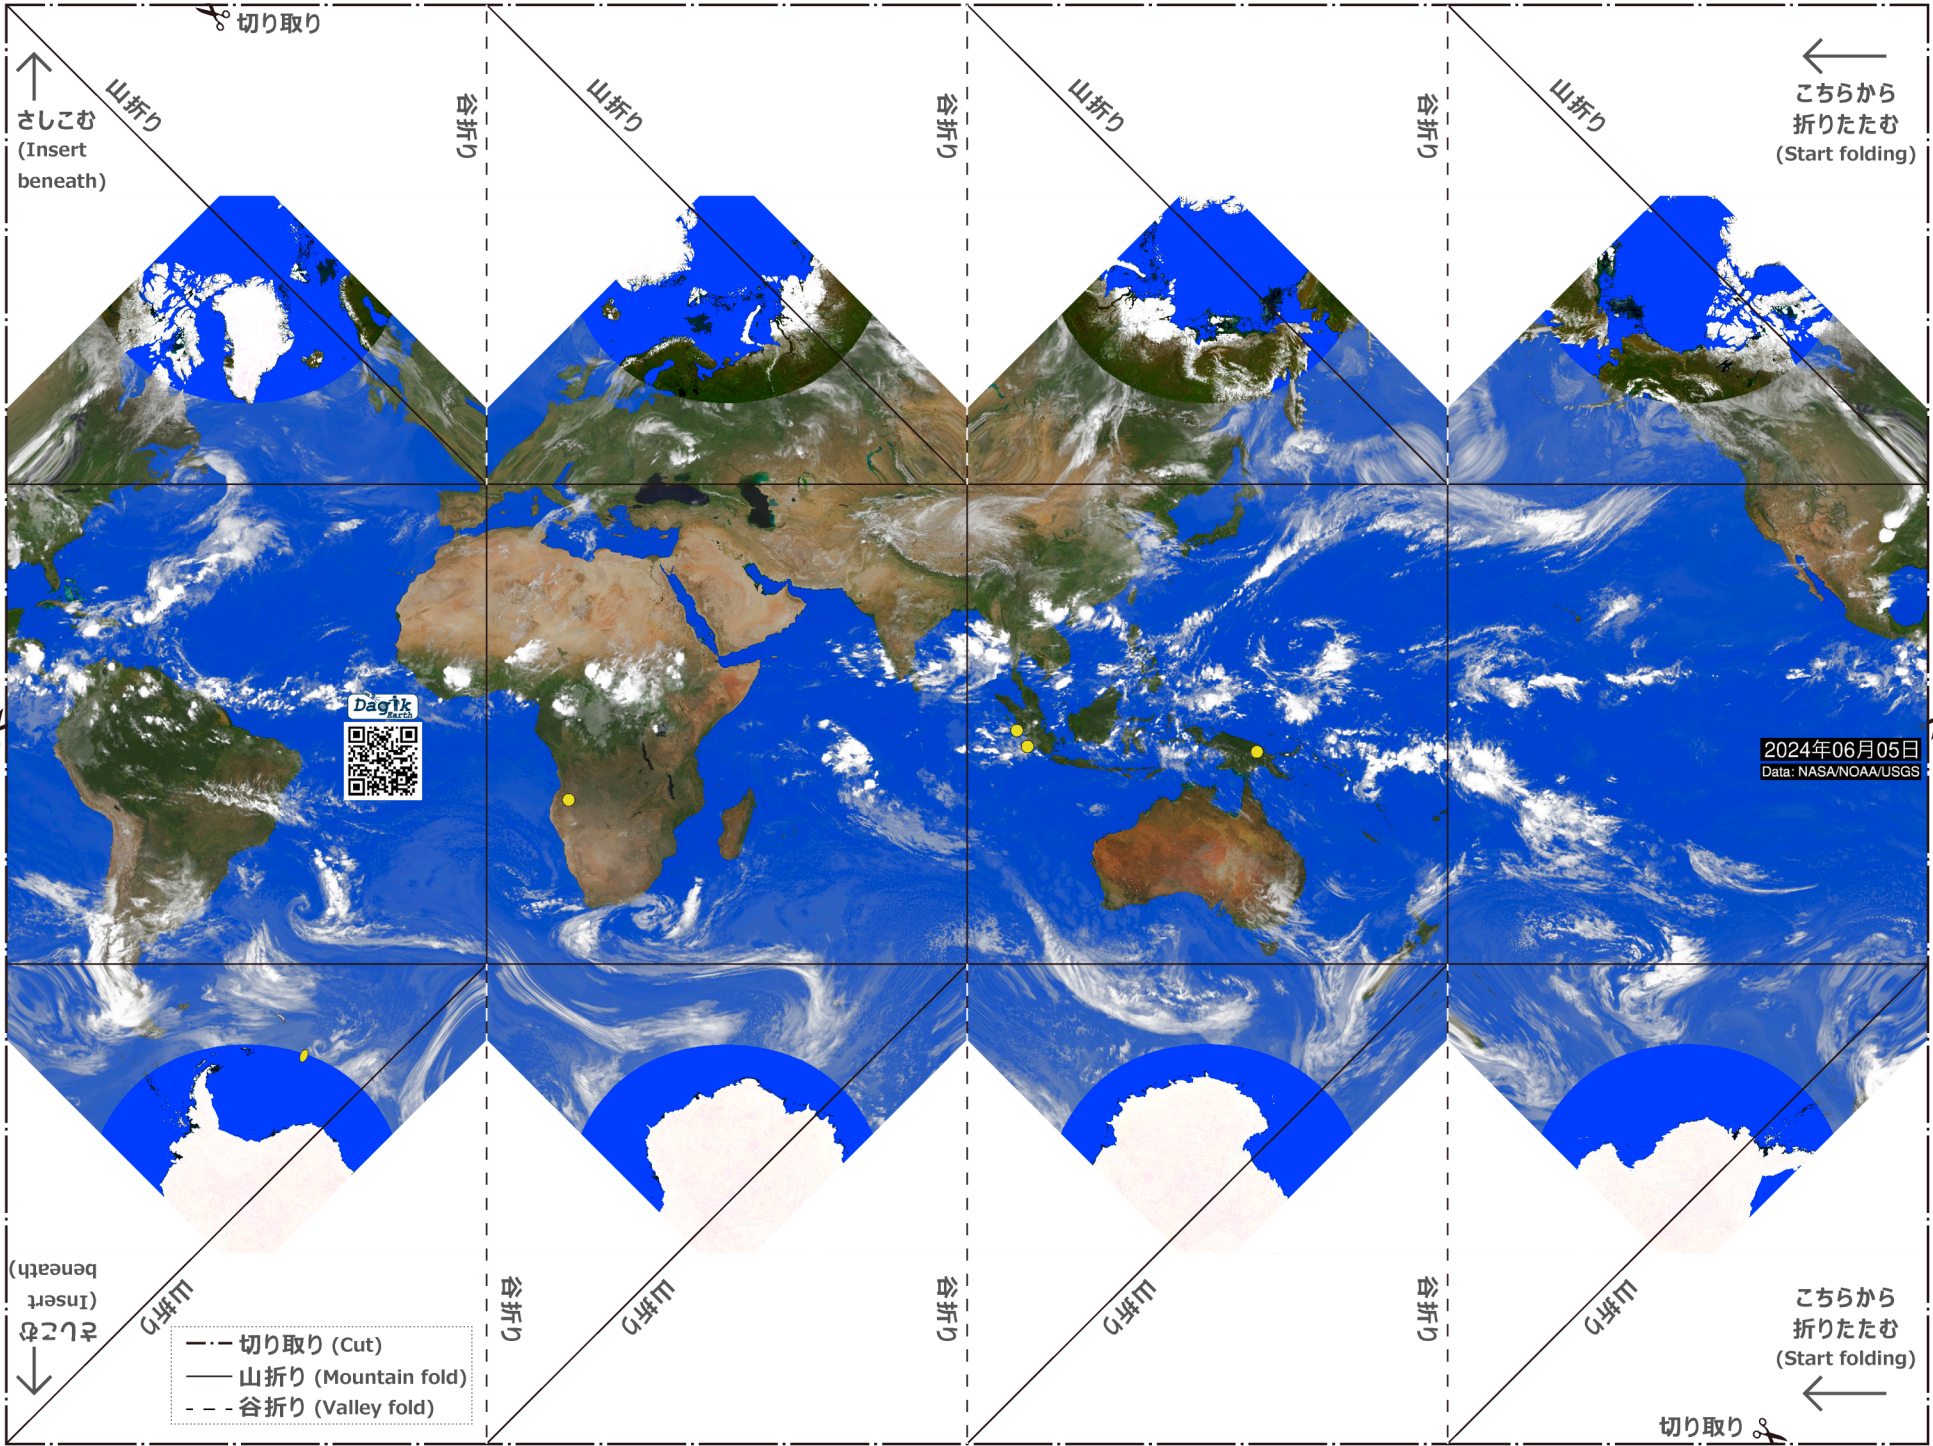 切り取り
山折り
谷折り
山折り
谷折り
山折り
谷折り
山折り
さしこむ
(Insert
beneath)
こちらから
折りたたむ
(Start folding)
Dagik
Earth
2024年06月05日
Data: NASA/NOAA/USGS
さしこむ
(Insert
beneath)
山折り
谷折り
山折り
谷折り
山折り
谷折り
山折り
こちらから
折りたたむ
(Start folding)
切り取り (Cut)
山折り (Mountain fold)
谷折り (Valley fold)
切り取り